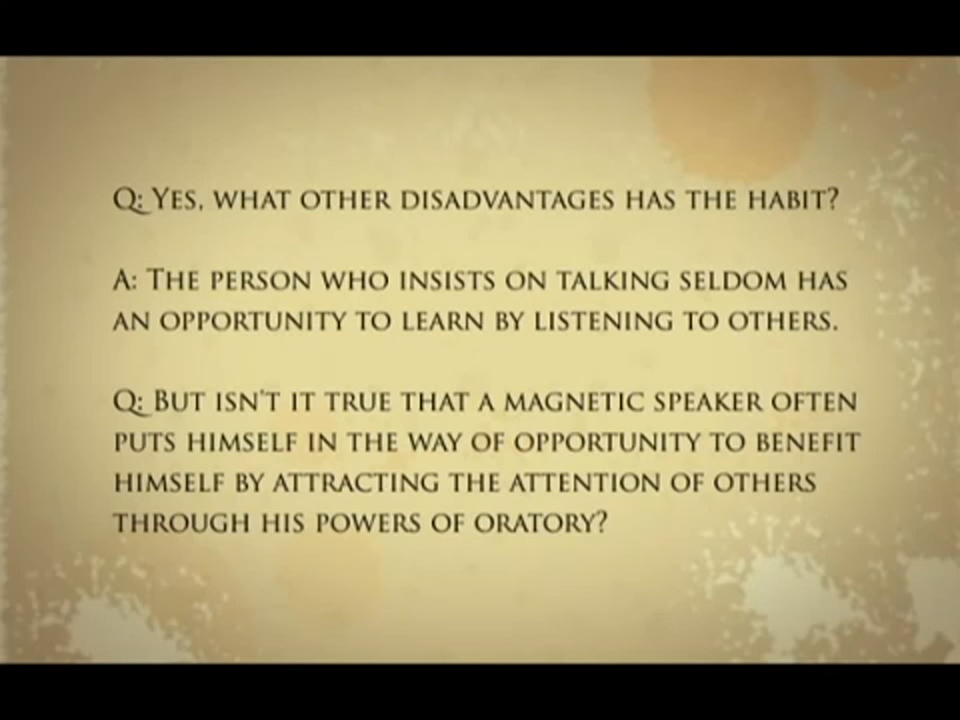 Q: Yes, what other disadvantages has the habit?
A: The person who insists on talking seldom has
an opportunity to learn by listening to others.
Q: But isn't it true that a magnetic speaker often
puts himself in the way of opportunity to benefit
himself by attracting the attention of others
through his powers of oratory?